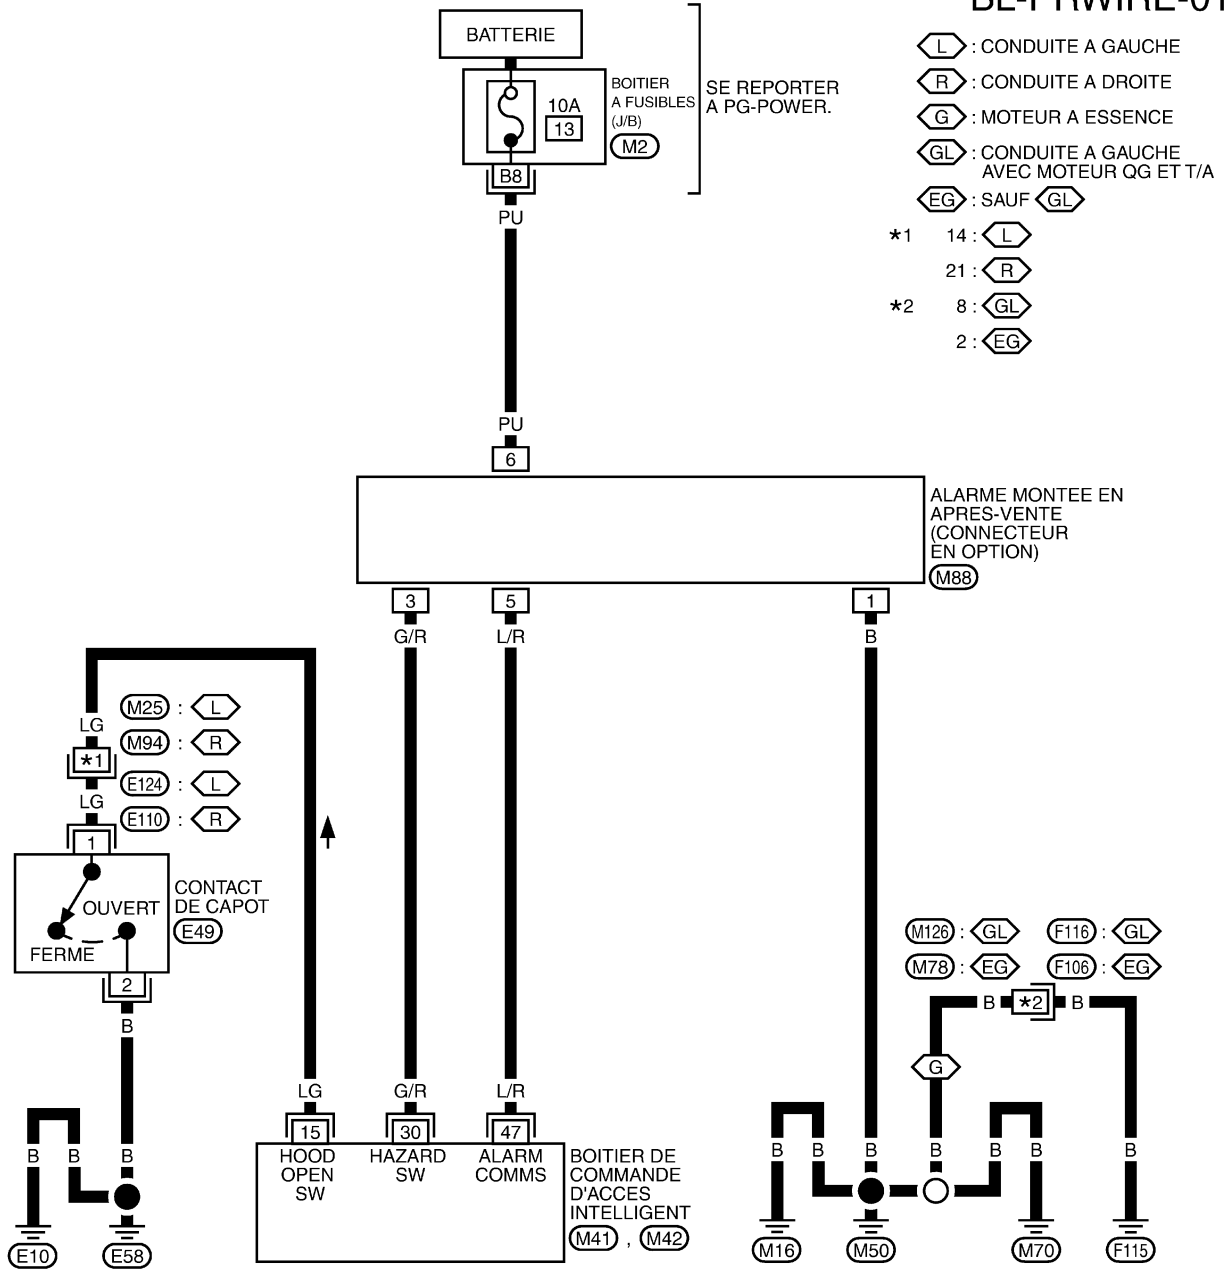 BL-PRWIRE-01
BATTERIE
10A
13
BOITIER
A FUSIBLES
(J/B)
M2
SE REPORTER
A PG-POWER.
B8
PU
L : CONDUITE A GAUCHE
R : CONDUITE A DROITE
G : MOTEUR A ESSENCE
GL : CONDUITE A GAUCHE
AVEC MOTEUR QG ET T/A
EG : SAUF GL
*1 14 : L
21 : R
*2 8 : GL
2 : EG
PU
6
ALARME MONTEE EN
APRES-VENTE
(CONNECTEUR
EN OPTION)
M88
3 5 1
G/R L/R B
M25 : L
LG
M94 : R
*1
E124 : L
LG
E110 : R
1
CONTACT
DE CAPOT
E49
OUVERT
FERME
2
B
M126 : GL F116 : GL
M78 : EG F106 : EG
B *2 B
G
LG G/R L/R
15 30 47
HOOD
OPEN
SW
HAZARD
SW
ALARM
COMMS
BOITIER DE
COMMANDE
D'ACCES
INTELLIGENT
M41 , M42
B B B
E10 E58
B B B B B B B
M16 M50 M70 F115